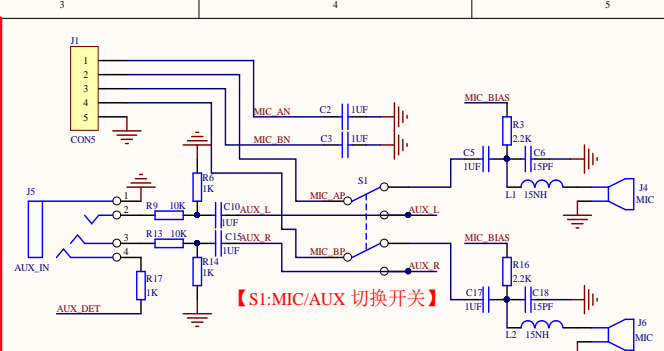 3 4 5
J1
1
2
3
4
5
CON5
MIC_AN C2 1UF
MIC_BN C3 1UF
MIC_BIAS
R3
2.2K
C5 C6
1UF 15PF
L1 15NH
J4
MIC
R6
1K
S1
MIC_AP
J5
1
2
3
4
AUX_IN
R9 10K
C10
1UF
AUX_L
AUX_L
R13 10K
C15
1UF
AUX_R
MIC_BP
AUX_R
R14
1K
R17
1K
AUX_DET
【S1:MIC/AUX 切换开关】
MIC_BIAS
R16
2.2K
C17 C18
1UF 15PF
L2 15NH
J6
MIC